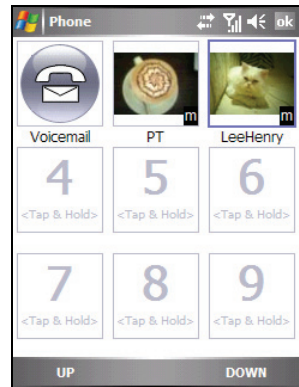 Phone ok
m m
Voicemail PT LeeHenry
4 5 6
<Tap & Hold> <Tap & Hold> <Tap & Hold>
7 8 9
<Tap & Hold> <Tap & Hold> <Tap & Hold>
UP DOWN